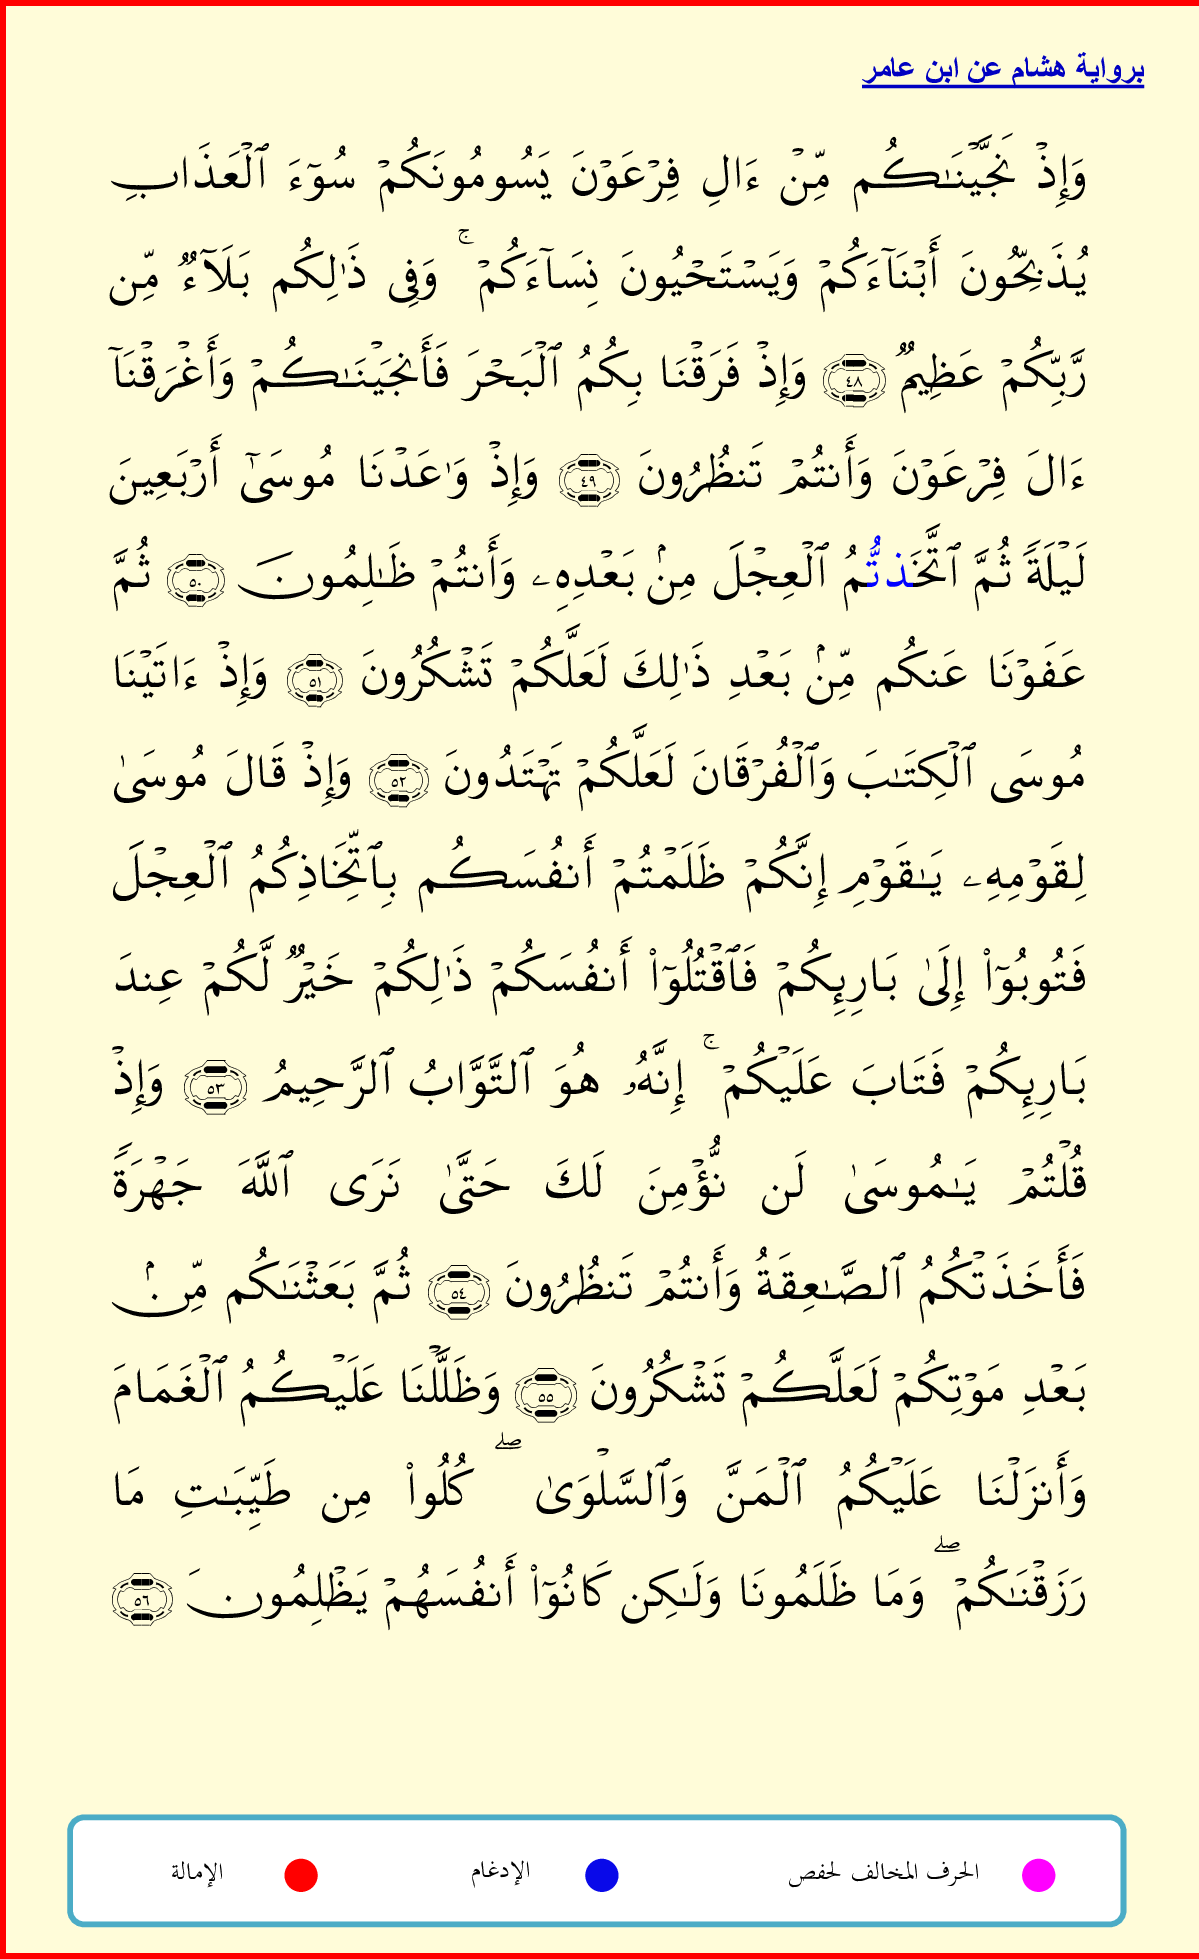 برواية هشام عن ابن عامر
وَإِذْ نَجَّيْنَٰكُم مِّنْ ءَالِ فِرْعَوْنَ يَسُومُونَكُمْ سُوٓءَ ٱلْعَذَابِ
يُذَبِّحُونَ أَبْنَآءَكُمْ وَيَسْتَحْيُونَ نِسَآءَكُمْ ۚ وَفِى ذَٰلِكُم بَلَآءٌ مِّن
رَّبِّكُمْ عَظِيمٌ ٤٨ وَإِذْ فَرَقْنَا بِكُمُ ٱلْبَحْرَ فَأَنجَيْنَٰكُمْ وَأَغْرَقْنَآ
ءَالَ فِرْعَوْنَ وَأَنتُمْ تَنظُرُونَ ٤٩ وَإِذْ وَٰعَدْنَا مُوسَىٰٓ أَرْبَعِينَ
لَيْلَةً ثُمَّ ٱتَّخَذتُّمُ ٱلْعِجْلَ مِنۢ بَعْدِهِۦ وَأَنتُمْ ظَٰلِمُونَ ٥٠ ثُمَّ
عَفَوْنَا عَنكُم مِّنۢ بَعْدِ ذَٰلِكَ لَعَلَّكُمْ تَشْكُرُونَ ٥١ وَإِذْ ءَاتَيْنَا
مُوسَى ٱلْكِتَٰبَ وَٱلْفُرْقَانَ لَعَلَّكُمْ تَهْتَدُونَ ٥٢ وَإِذْ قَالَ مُوسَىٰ
لِقَوْمِهِۦ يَٰقَوْمِ إِنَّكُمْ ظَلَمْتُمْ أَنفُسَكُم بِٱتِّخَاذِكُمُ ٱلْعِجْلَ
فَتُوبُوٓا۟ إِلَىٰ بَارِئِكُمْ فَٱقْتُلُوٓا۟ أَنفُسَكُمْ ذَٰلِكُمْ خَيْرٌ لَّكُمْ عِندَ
بَارِئِكُمْ فَتَابَ عَلَيْكُمْ ۚ إِنَّهُۥ هُوَ ٱلتَّوَّابُ ٱلرَّحِيمُ ٥٣ وَإِذْ
قُلْتُمْ يَٰمُوسَىٰ لَن نُّؤْمِنَ لَكَ حَتَّىٰ نَرَى ٱللَّهَ جَهْرَةً
فَأَخَذَتْكُمُ ٱلصَّٰعِقَةُ وَأَنتُمْ تَنظُرُونَ ٥٤ ثُمَّ بَعَثْنَٰكُم مِّنۢ
بَعْدِ مَوْتِكُمْ لَعَلَّكُمْ تَشْكُرُونَ ٥٥ وَظَلَّلْنَا عَلَيْكُمُ ٱلْغَمَامَ
وَأَنزَلْنَا عَلَيْكُمُ ٱلْمَنَّ وَٱلسَّلْوَىٰ ۖ كُلُوا۟ مِن طَيِّبَٰتِ مَا
رَزَقْنَٰكُمْ ۖ وَمَا ظَلَمُونَا وَلَٰكِن كَانُوٓا۟ أَنفُسَهُمْ يَظْلِمُونَ ٥٦
الحرف المخالف لحفص الإدغام الإمالة